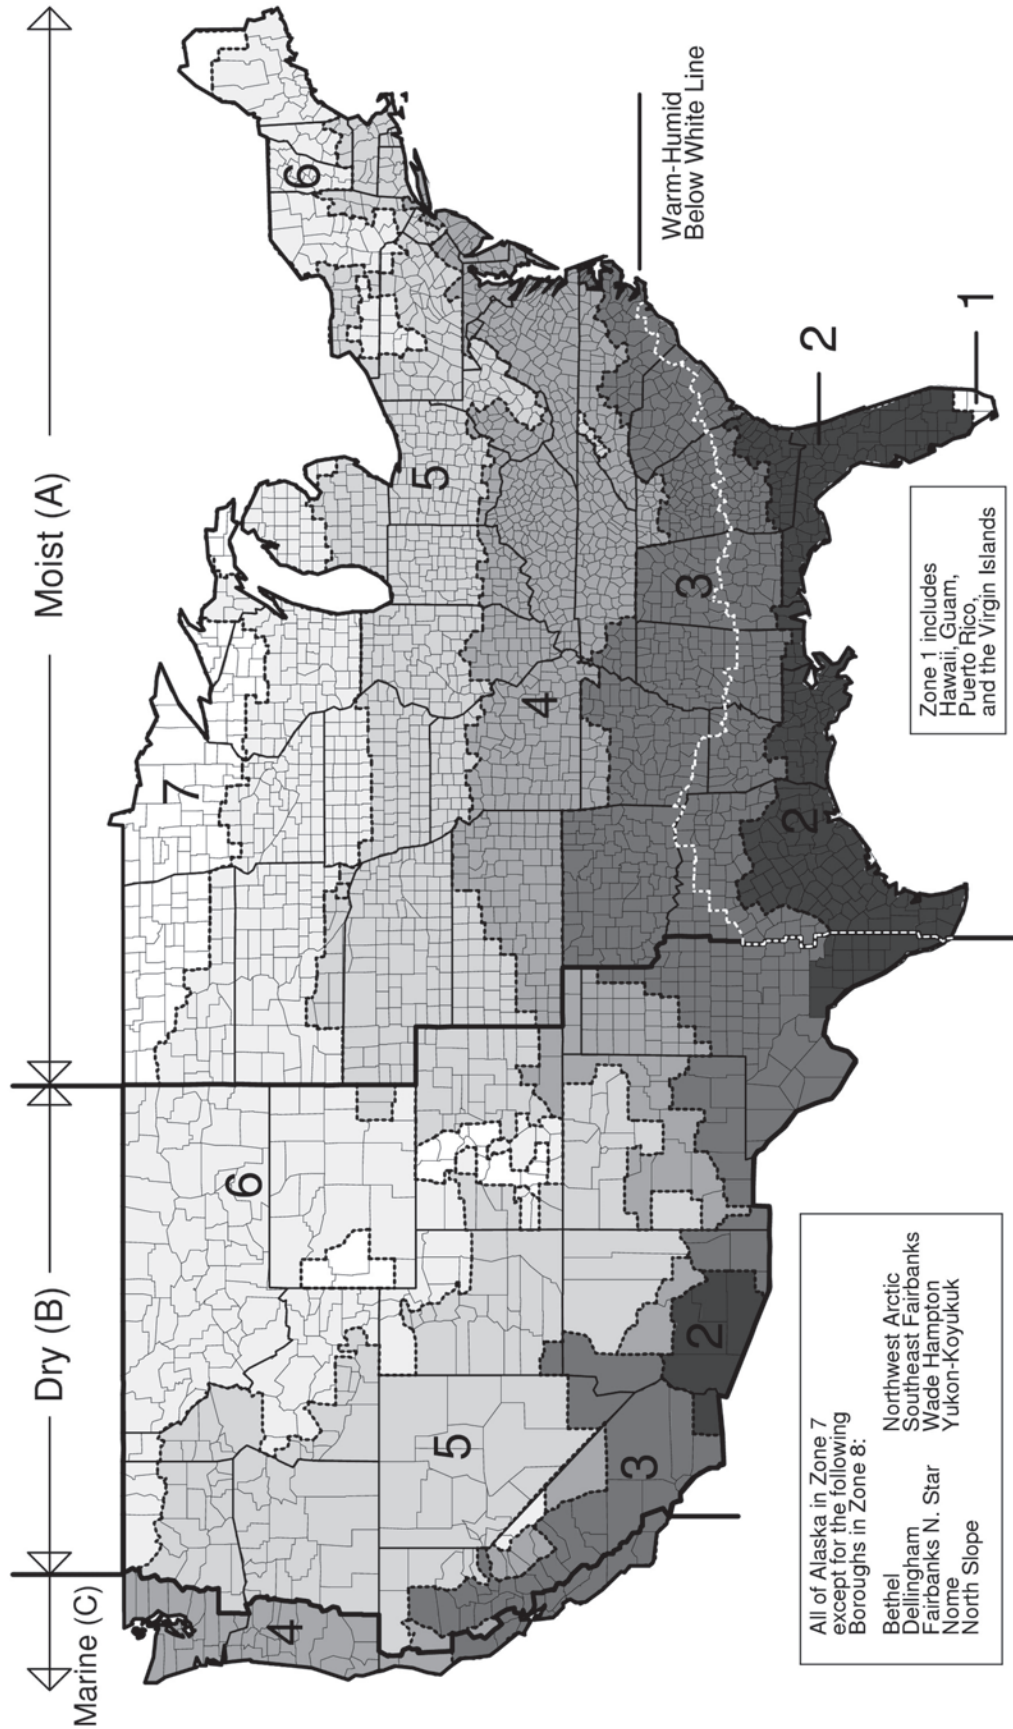 Marine (C)
Dry (B)
Moist (A)
7
6
6
5
5
4
4
3
3
2
2
2
1
Warm-Humid
Below White Line
All of Alaska in Zone 7
except for the following
Boroughs in Zone 8:
Bethel
Dellingham
Fairbanks N. Star
Nome
North Slope
Northwest Arctic
Southeast Fairbanks
Wade Hampton
Yukon-Koyukuk
Zone 1 includes
Hawaii, Guam,
Puerto Rico,
and the Virgin Islands